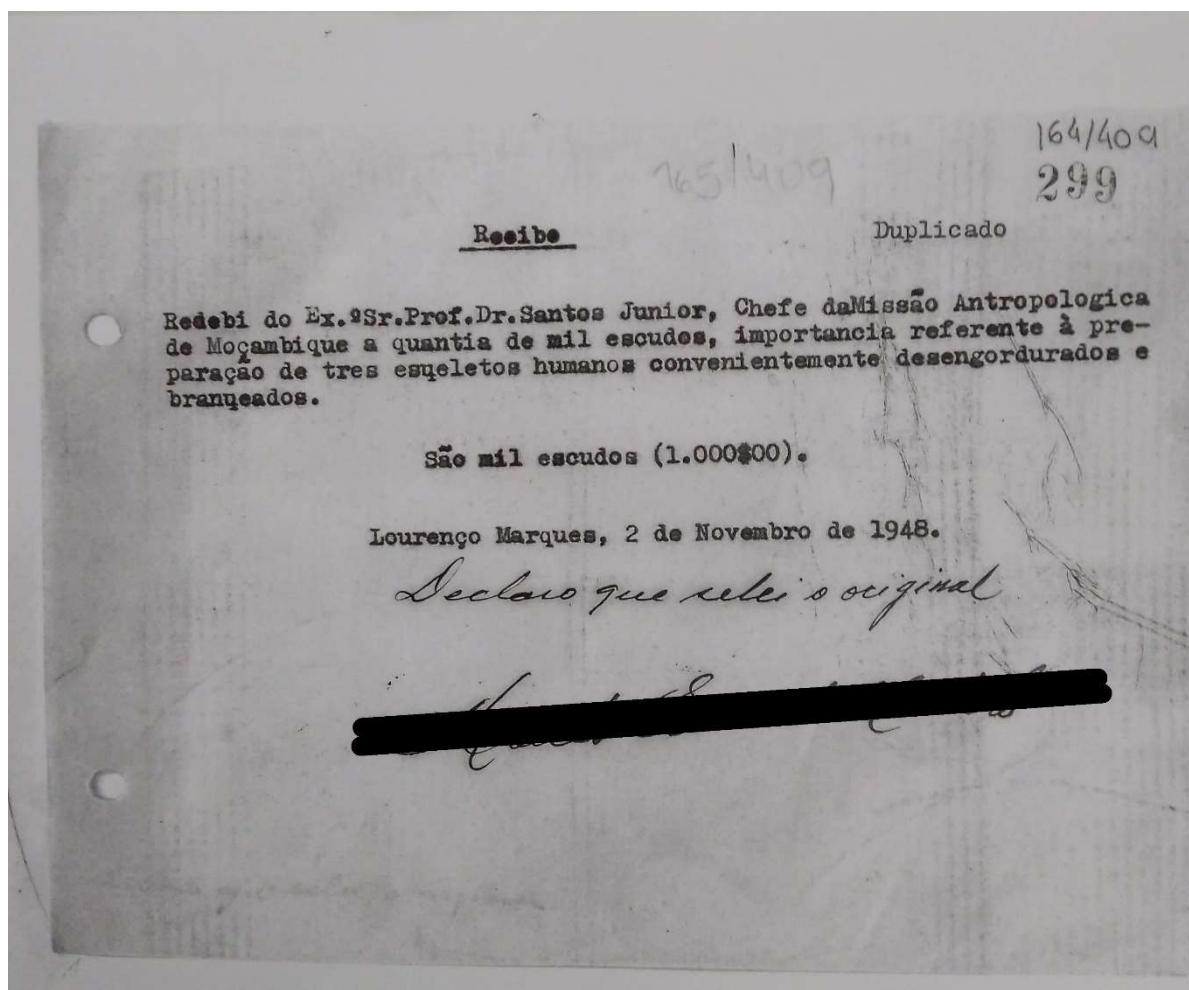 164/409
165/409
299
Recibo
Duplicado
Redebi do Ex.ºSr.Prof.Dr.Santos Junior, Chefe daMissão Antropologica
de Moçambique a quantia de mil escudos, importancia referente à pre-
paração de tres esqeletos humanos convenientemente desengordurados e
branqeados.
São mil escudos (1.000$00).
Lourenço Marques, 2 de Novembro de 1948.
Declaro que selei o original